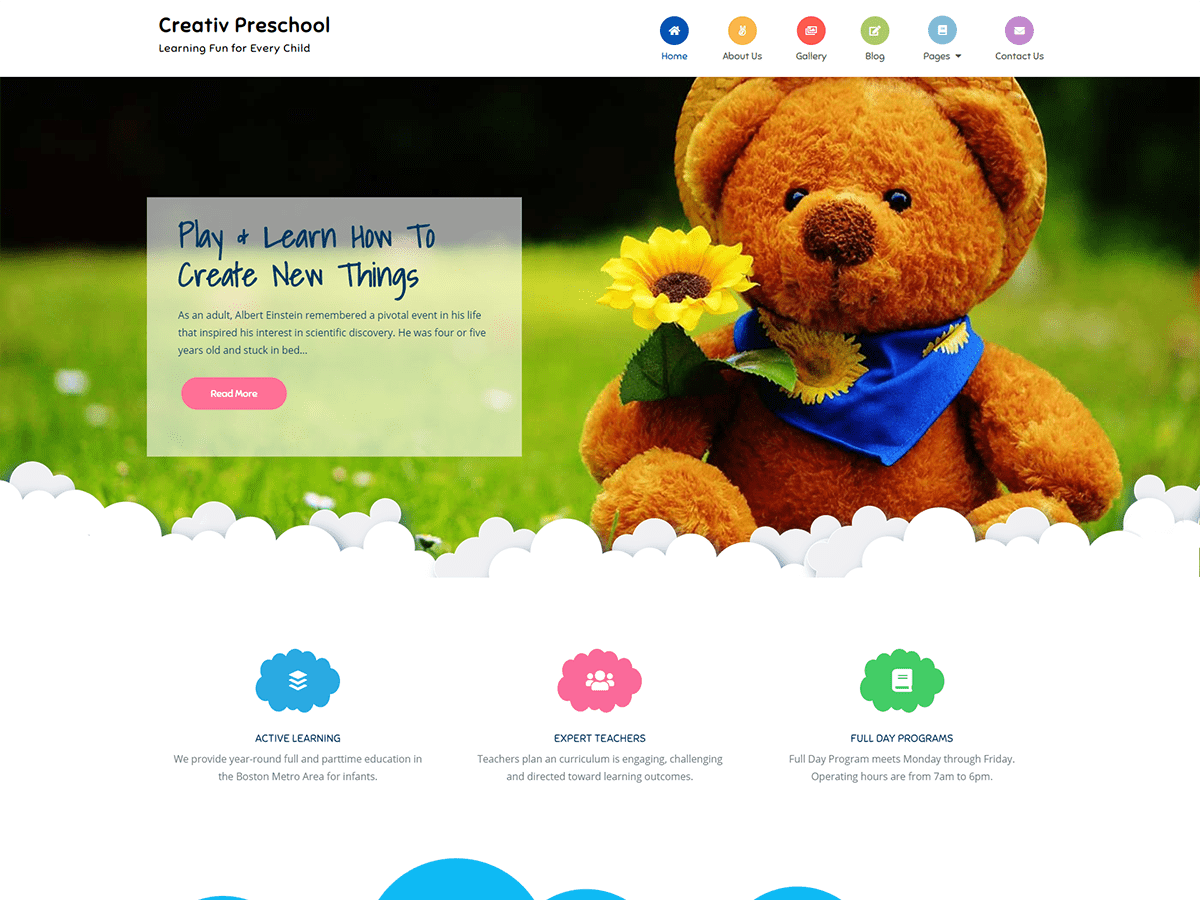 Creativ Preschool
Learning Fun for Every Child
Home
About Us
Gallery
Blog
Pages
Contact Us
Play & Learn How To
Create New Things
As an adult, Albert Einstein remembered a pivotal event in his life
that inspired his interest in scientific discovery. He was four or five
years old and stuck in bed...
Read More
ACTIVE LEARNING
We provide year-round full and parttime education in
the Boston Metro Area for infants.
EXPERT TEACHERS
Teachers plan an curriculum is engaging, challenging
and directed toward learning outcomes.
FULL DAY PROGRAMS
Full Day Program meets Monday through Friday.
Operating hours are from 7am to 6pm.